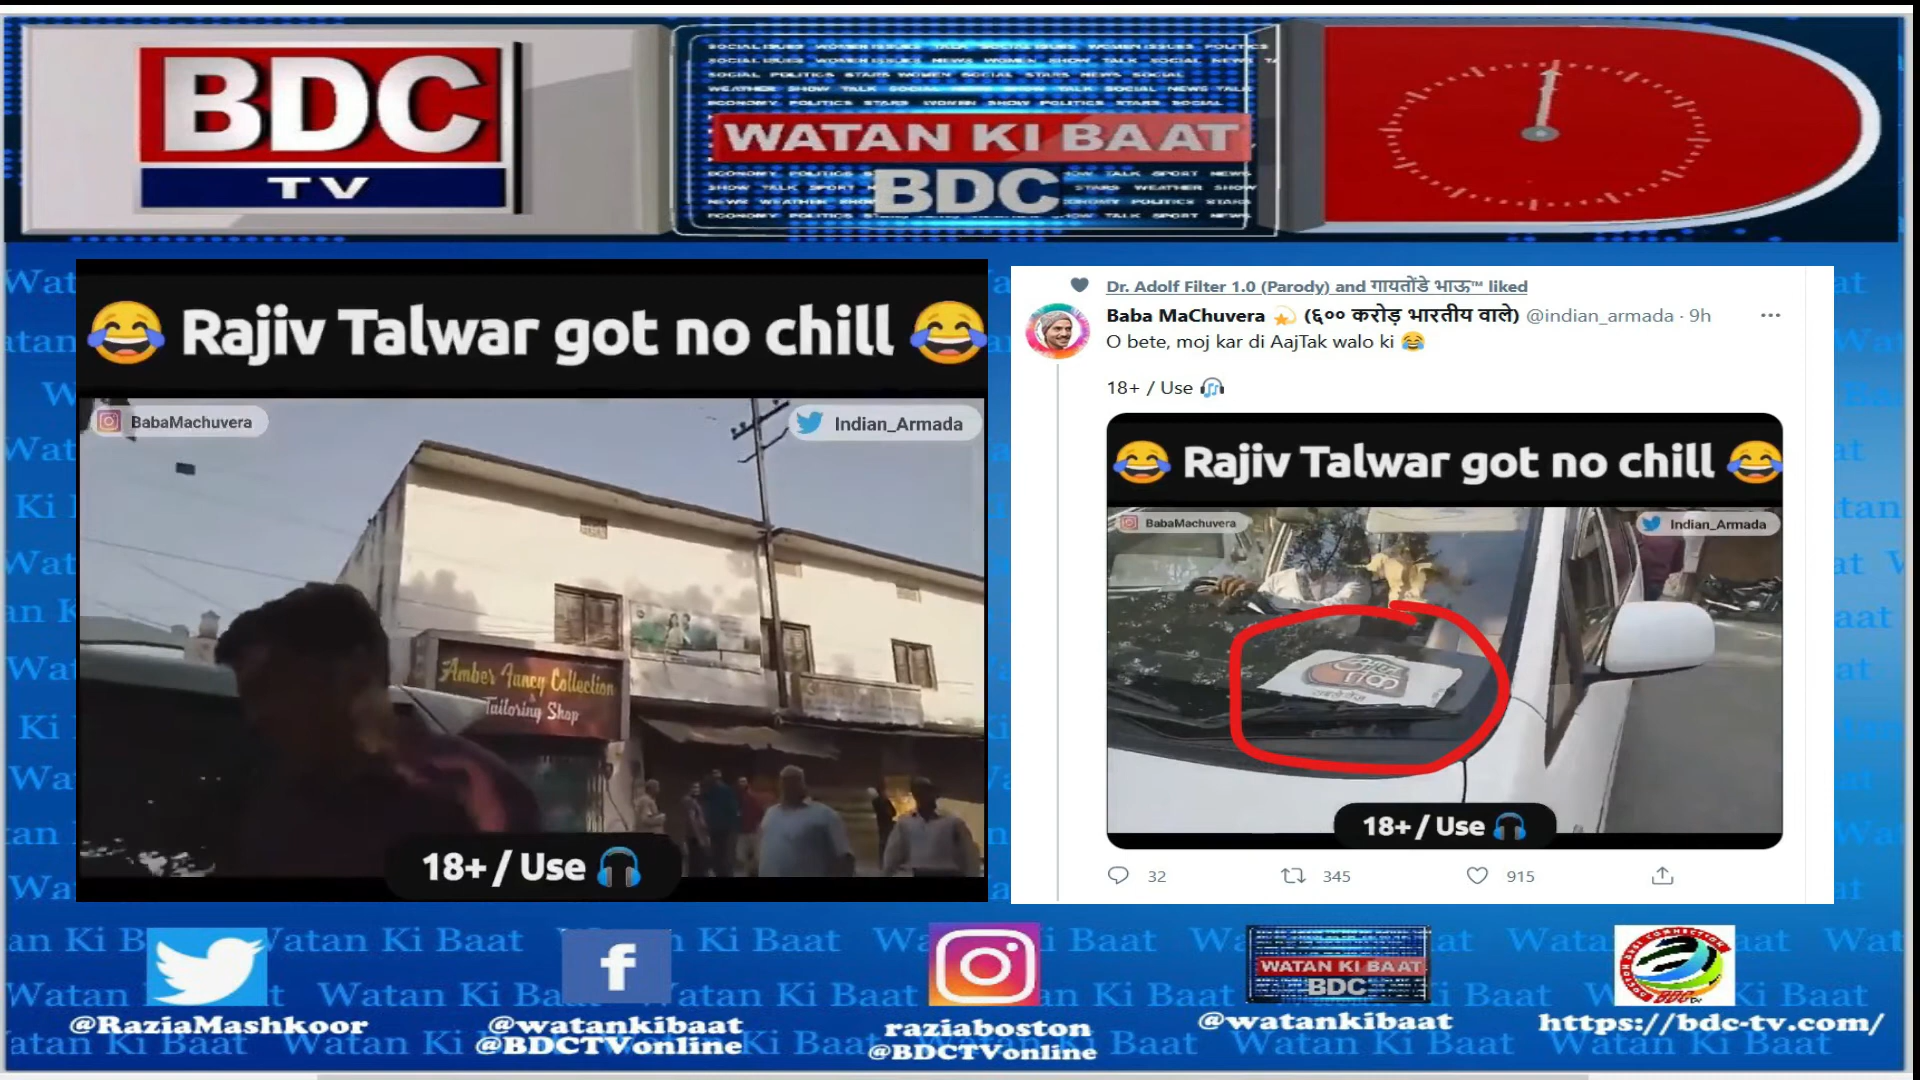 BDC
TV
WATAN KI BAAT
BDC
😂 Rajiv Talwar got no chill 😂
BabaMachuvera
Indian_Armada
Amber Fancy Collection
Tailoring Shop
18+ / Use 🎧
Dr. Adolf Filter 1.0 (Parody) and गायतोंडे भाऊ™ liked
Baba MaChuvera 💫 (६०० करोड़ भारतीय वाले) @indian_armada · 9h
O bete, moj kar di AajTak walo ki 😂
18+ / Use 🎧
😂 Rajiv Talwar got no chill 😂
BabaMachuvera
Indian_Armada
आज
तक
18+ / Use 🎧
32 345 915
WATAN KI BAAT
BDC
@RaziaMashkoor
@watankibaat
@BDCTVonline
raziaboston
@BDCTVonline
@watankibaat
https://bdc-tv.com/